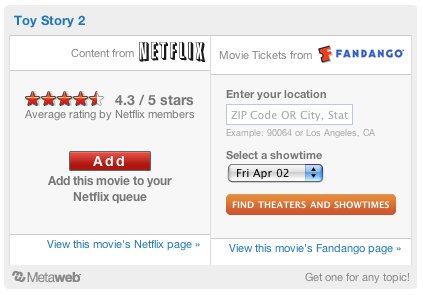 Toy Story 2
Content from NETFLIX
4.3 / 5 stars
Average rating by Netflix members
Add
Add this movie to your
Netflix queue
View this movie's Netflix page »
Movie Tickets from FANDANGO
Enter your location
ZIP Code OR City, Stat
Example: 90064 or Los Angeles, CA
Select a showtime
Fri Apr 02
FIND THEATERS AND SHOWTIMES
View this movie's Fandango page »
Metaweb
Get one for any topic!